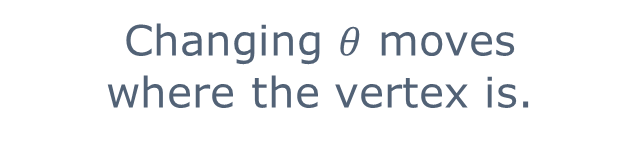 Changing θ moves
where the vertex is.